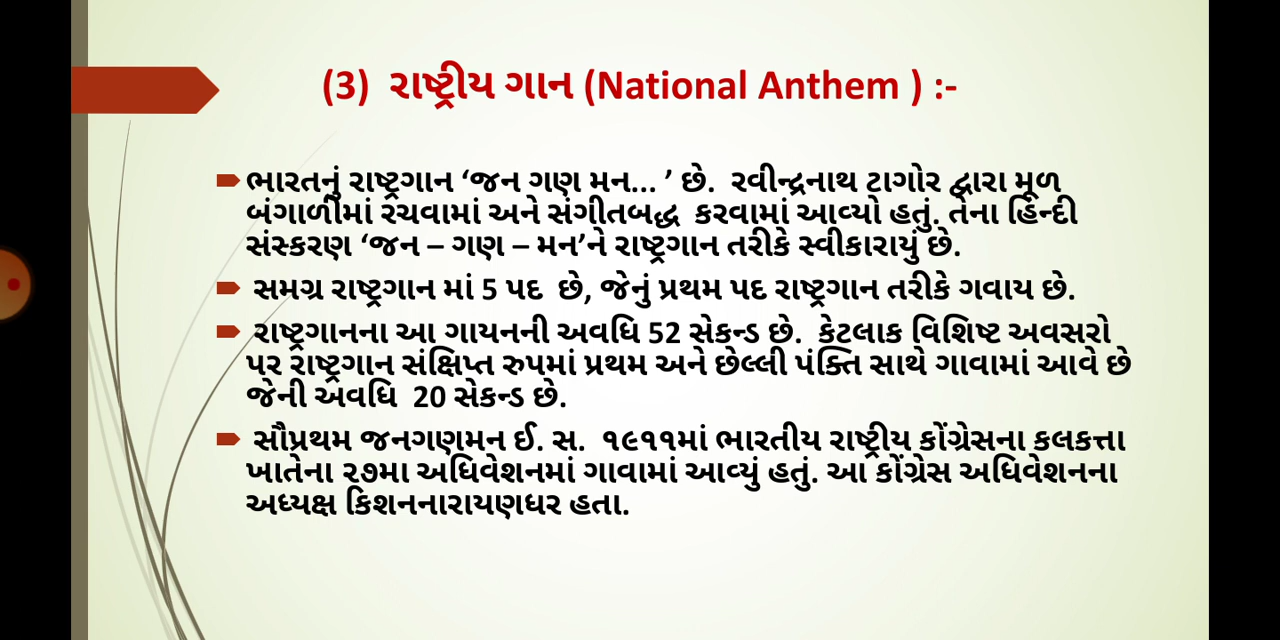 (3) રાષ્ટ્રીય ગાન (National Anthem ) :-
ભારતનું રાષ્ટ્રગાન ‘જન ગણ મન... ’ છે. રવીન્દ્રનાથ ટાગોર દ્વારા મૂળ
બંગાળીમાં રચવામાં અને સંગીતબદ્ધ કરવામાં આવ્યો હતું. તેના હિન્દી
સંસ્કરણ ‘જન – ગણ – મન’ને રાષ્ટ્રગાન તરીકે સ્વીકારાયું છે.
સમગ્ર રાષ્ટ્રગાન માં 5 પદ છે, જેનું પ્રથમ પદ રાષ્ટ્રગાન તરીકે ગવાય છે.
રાષ્ટ્રગાનના આ ગાયનની અવધિ 52 સેકન્ડ છે. કેટલાક વિશિષ્ટ અવસરો
પર રાષ્ટ્રગાન સંક્ષિપ્ત રુપમાં પ્રથમ અને છેલ્લી પંક્તિ સાથે ગાવામાં આવે છે
જેની અવધિ 20 સેકન્ડ છે.
સૌપ્રથમ જનગણમન ઈ. સ. ૧૯૧૧માં ભારતીય રાષ્ટ્રીય કોંગ્રેસના કલકત્તા
ખાતેના ૨૭મા અધિવેશનમાં ગાવામાં આવ્યું હતું. આ કોંગ્રેસ અધિવેશનના
અધ્યક્ષ કિશનનારાયણધર હતા.